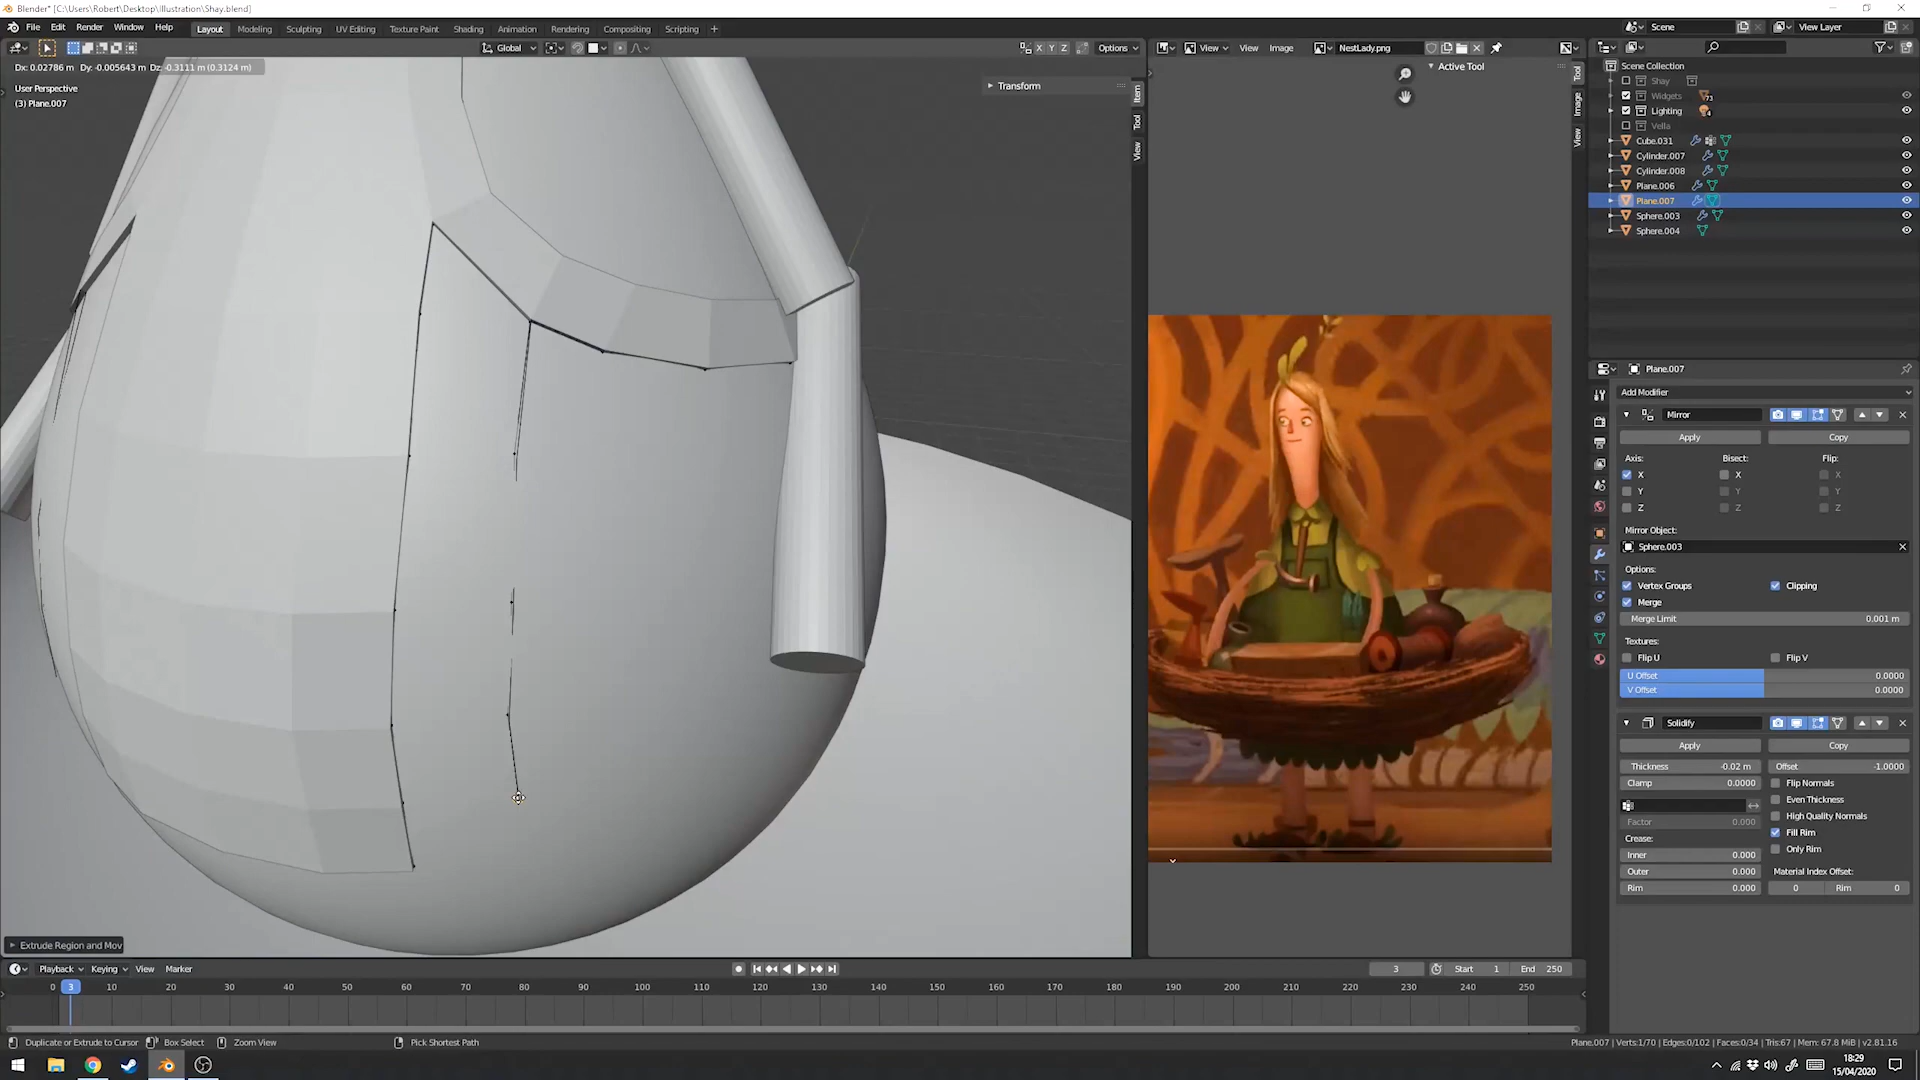 Blender* [C:\Users\Robert\Desktop\Illustration\Shay.blend]
File Edit Render Window Help
Layout Modeling Sculpting UV Editing Texture Paint Shading Animation Rendering Compositing Scripting +
Scene View Layer
Global X Y Z Options
View View Image NestLady.png
Dx: 0.02786 m Dy: -0.005643 m Dz: -0.3111 m (0.3124 m)
User Perspective
(3) Plane.007
Transform
Item
Tool
View
Active Tool
Tool
Image
View
Scene Collection
Shay
Widgets 73
Lighting 4
Vella
Cube.031
Cylinder.007
Cylinder.008
Plane.006
Plane.007
Sphere.003
Sphere.004
Plane.007
Add Modifier
Mirror
Apply Copy
Axis: Bisect: Flip:
X X X
Y Y Y
Z Z Z
Mirror Object:
Sphere.003
Options:
Vertex Groups Clipping
Merge
Merge Limit 0.001 m
Textures:
Flip U Flip V
U Offset 0.0000
V Offset 0.0000
Solidify
Apply Copy
Thickness -0.02 m Offset -1.0000
Clamp 0.0000 Flip Normals
Even Thickness
Factor 0.000 High Quality Normals
Crease: Fill Rim
Inner 0.000 Only Rim
Outer 0.000 Material Index Offset:
Rim 0.000 0 Rim 0
Extrude Region and Mov
Playback Keying View Marker
3 Start 1 End 250
0 3 10 20 30 40 50 60 70 80 90 100 110 120 130 140 150 160 170 180 190 200 210 220 230 240 250
Duplicate or Extrude to Cursor Box Select Zoom View Pick Shortest Path
Plane.007 | Verts:1/70 | Edges:0/102 | Faces:0/34 | Tris:67 | Mem: 67.8 MiB | v2.81.16
18:29
15/04/2020